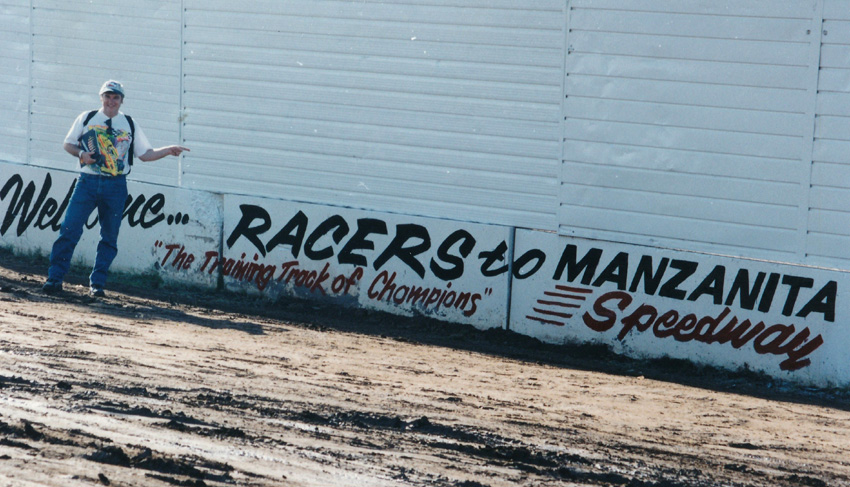 Welcome... RACERS to MANZANITA
"The Training Track of Champions" Speedway